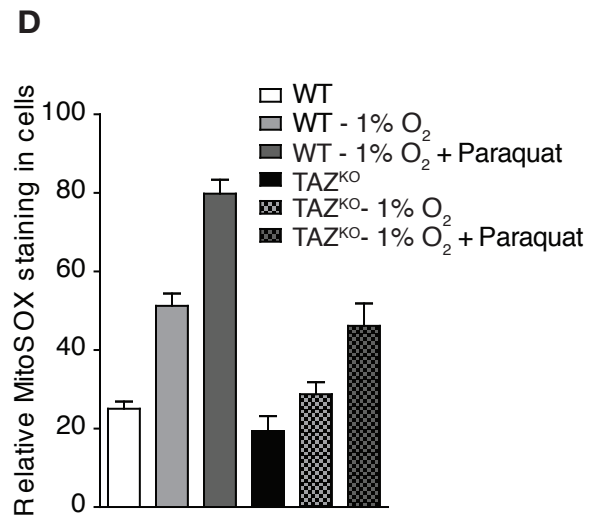 D
Relative MitoSOX staining in cells
100
80
60
40
20
0
WT
WT - 1% O₂
WT - 1% O₂ + Paraquat
TAZᴷᴼ
TAZᴷᴼ- 1% O₂
TAZᴷᴼ- 1% O₂ + Paraquat